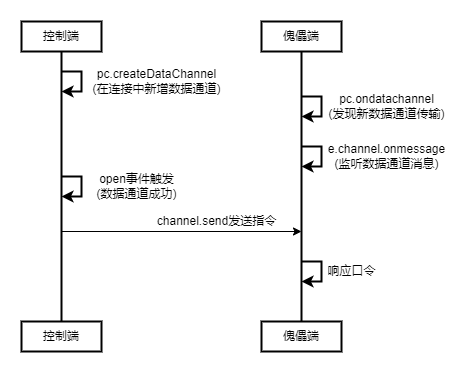 控制端
傀儡端
pc.createDataChannel
(在连接中新增数据通道)
pc.ondatachannel
(发现新数据通道传输)
e.channel.onmessage
(监听数据通道消息)
open事件触发
(数据通道成功)
channel.send发送指令
响应口令
控制端
傀儡端